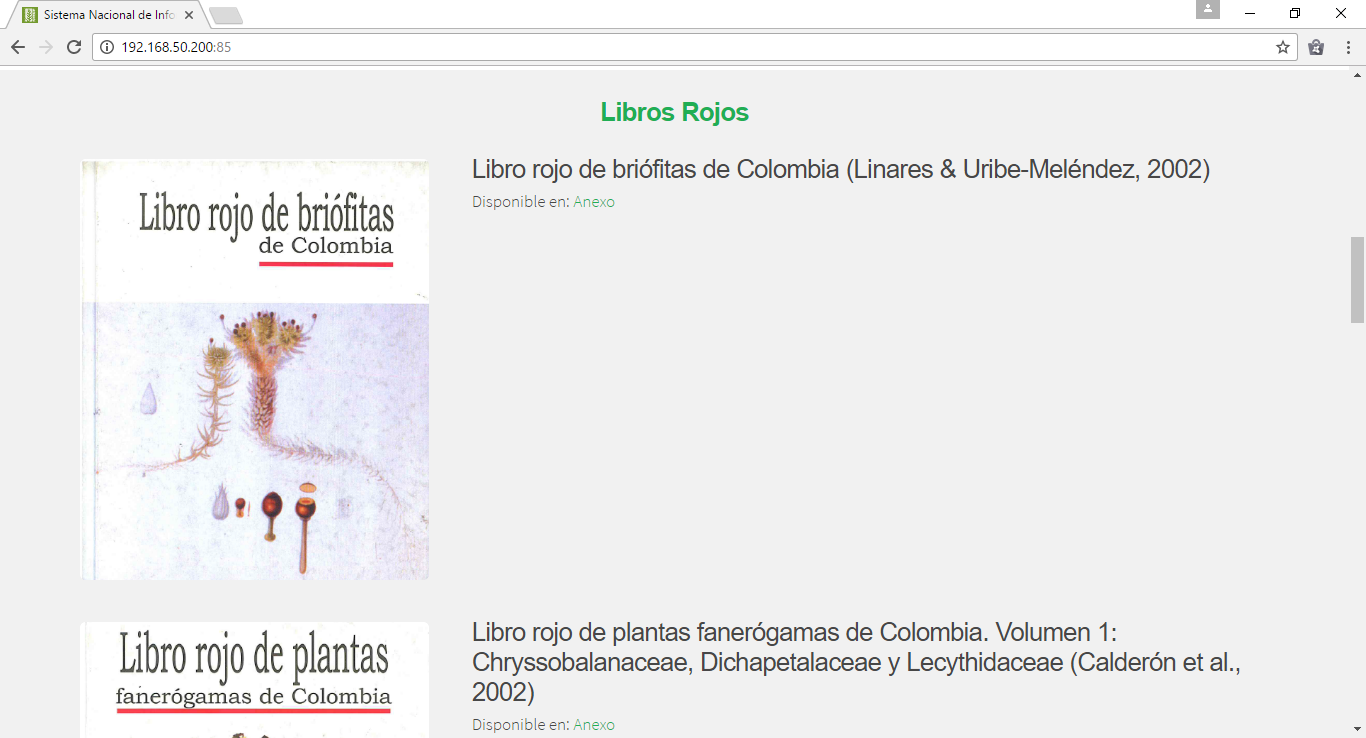 Sistema Nacional de Info
192.168.50.200:85
Libros Rojos
Libro rojo de briófitas
de Colombia
Libro rojo de briófitas de Colombia (Linares & Uribe-Meléndez, 2002)
Disponible en: Anexo
Libro rojo de plantas
fanerógamas de Colombia
Libro rojo de plantas fanerógamas de Colombia. Volumen 1:
Chryssobalanaceae, Dichapetalaceae y Lecythidaceae (Calderón et al.,
2002)
Disponible en: Anexo